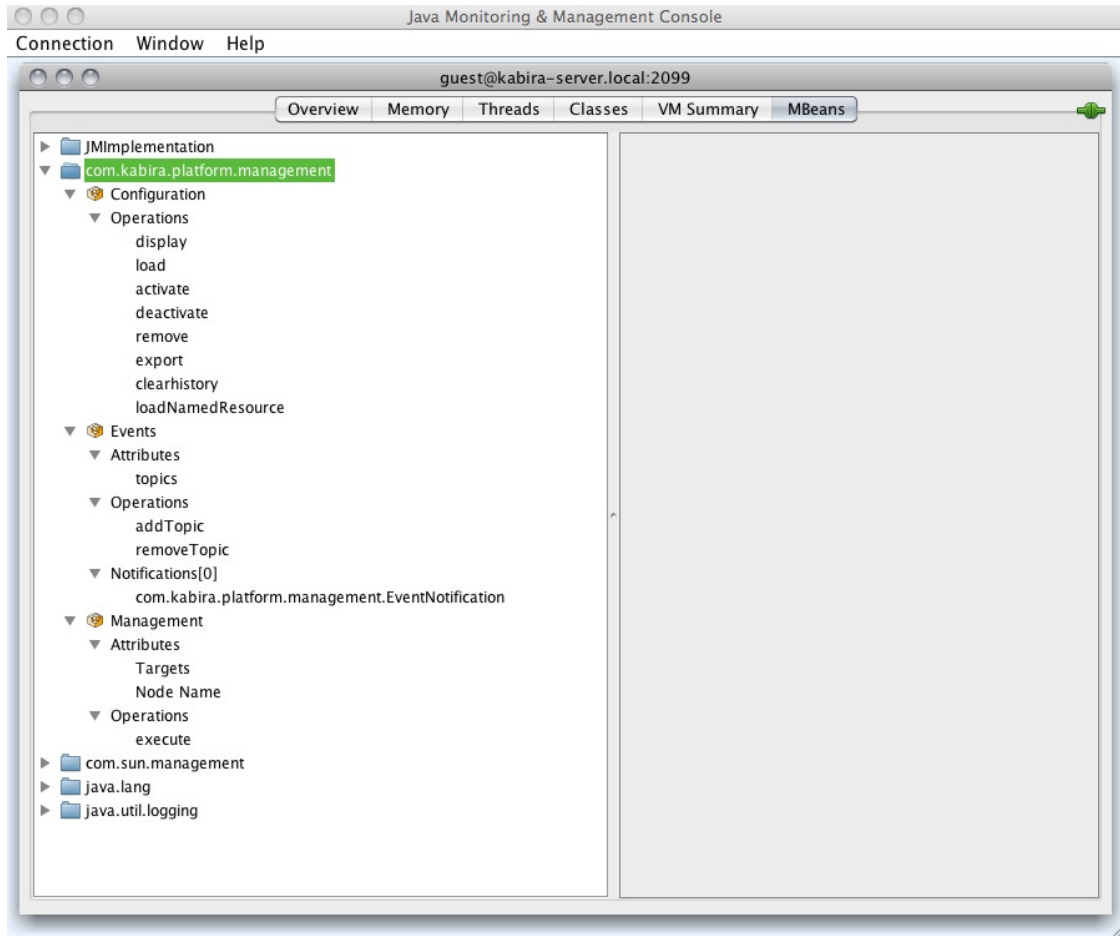 Java Monitoring & Management Console
Connection Window Help
guest@kabira-server.local:2099
Overview Memory Threads Classes VM Summary MBeans
JMImplementation
com.kabira.platform.management
Configuration
Operations
display
load
activate
deactivate
remove
export
clearhistory
loadNamedResource
Events
Attributes
topics
Operations
addTopic
removeTopic
Notifications[0]
com.kabira.platform.management.EventNotification
Management
Attributes
Targets
Node Name
Operations
execute
com.sun.management
java.lang
java.util.logging